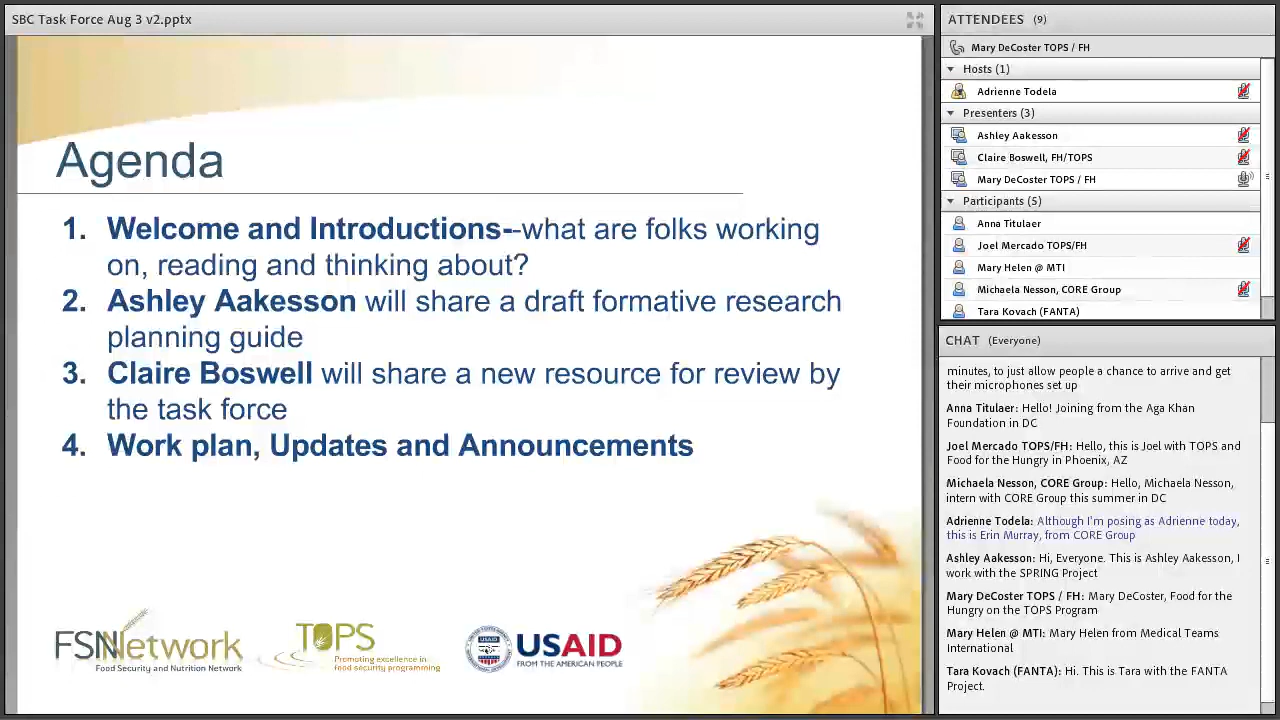 SBC Task Force Aug 3 v2.pptx
Agenda
1. Welcome and Introductions--what are folks working
on, reading and thinking about?
2. Ashley Aakesson will share a draft formative research
planning guide
3. Claire Boswell will share a new resource for review by
the task force
4. Work plan, Updates and Announcements
FSNNetwork
Food Security and Nutrition Network
TOPS
Promoting excellence in
food security programming
USAID
FROM THE AMERICAN PEOPLE
ATTENDEES (9)
Mary DeCoster TOPS / FH
Hosts (1)
Adrienne Todela
Presenters (3)
Ashley Aakesson
Claire Boswell, FH/TOPS
Mary DeCoster TOPS / FH
Participants (5)
Anna Titulaer
Joel Mercado TOPS/FH
Mary Helen @ MTI
Michaela Nesson, CORE Group
Tara Kovach (FANTA)
CHAT (Everyone)
minutes, to just allow people a chance to arrive and get
their microphones set up
Anna Titulaer: Hello! Joining from the Aga Khan
Foundation in DC
Joel Mercado TOPS/FH: Hello, this is Joel with TOPS and
Food for the Hungry in Phoenix, AZ
Michaela Nesson, CORE Group: Hello, Michaela Nesson,
intern with CORE Group this summer in DC
Adrienne Todela: Although I'm posing as Adrienne today,
this is Erin Murray, from CORE Group
Ashley Aakesson: Hi, Everyone. This is Ashley Aakesson, I
work with the SPRING Project
Mary DeCoster TOPS / FH: Mary DeCoster, Food for the
Hungry on the TOPS Program
Mary Helen @ MTI: Mary Helen from Medical Teams
International
Tara Kovach (FANTA): Hi. This is Tara with the FANTA
Project.